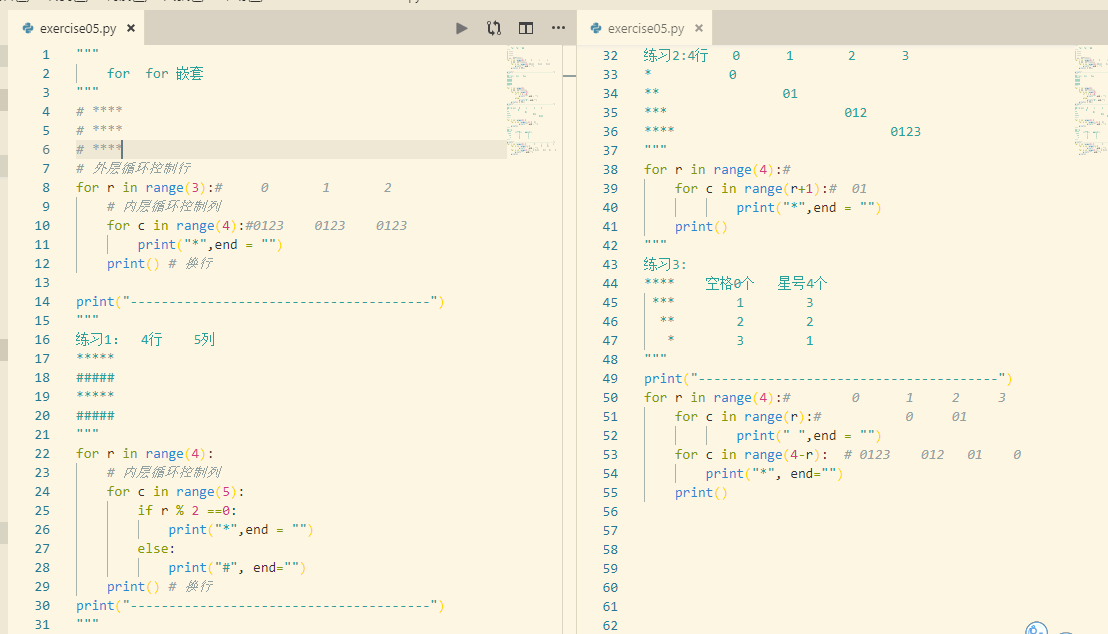 exercise05.py ×
1 """
2 for for 嵌套
3 """
4 # ****
5 # ****
6 # ****
7 # 外层循环控制行
8 for r in range(3):# 0 1 2
9 # 内层循环控制列
10 for c in range(4):#0123 0123 0123
11 print("*",end = "")
12 print() # 换行
13
14 print("---------------------------------------")
15 """
16 练习1: 4行 5列
17 *****
18 #####
19 *****
20 #####
21 """
22 for r in range(4):
23 # 内层循环控制列
24 for c in range(5):
25 if r % 2 ==0:
26 print("*",end = "")
27 else:
28 print("#", end="")
29 print() # 换行
30 print("---------------------------------------")
31 """
exercise05.py ×
32 练习2:4行 0 1 2 3
33 * 0
34 ** 01
35 *** 012
36 **** 0123
37 """
38 for r in range(4):#
39 for c in range(r+1):# 01
40 print("*",end = "")
41 print()
42 """
43 练习3:
44 **** 空格0个 星号4个
45 *** 1 3
46 ** 2 2
47 * 3 1
48 """
49 print("---------------------------------------")
50 for r in range(4):# 0 1 2 3
51 for c in range(r):# 0 01
52 print(" ",end = "")
53 for c in range(4-r): # 0123 012 01 0
54 print("*", end="")
55 print()
56
57
58
59
60
61
62